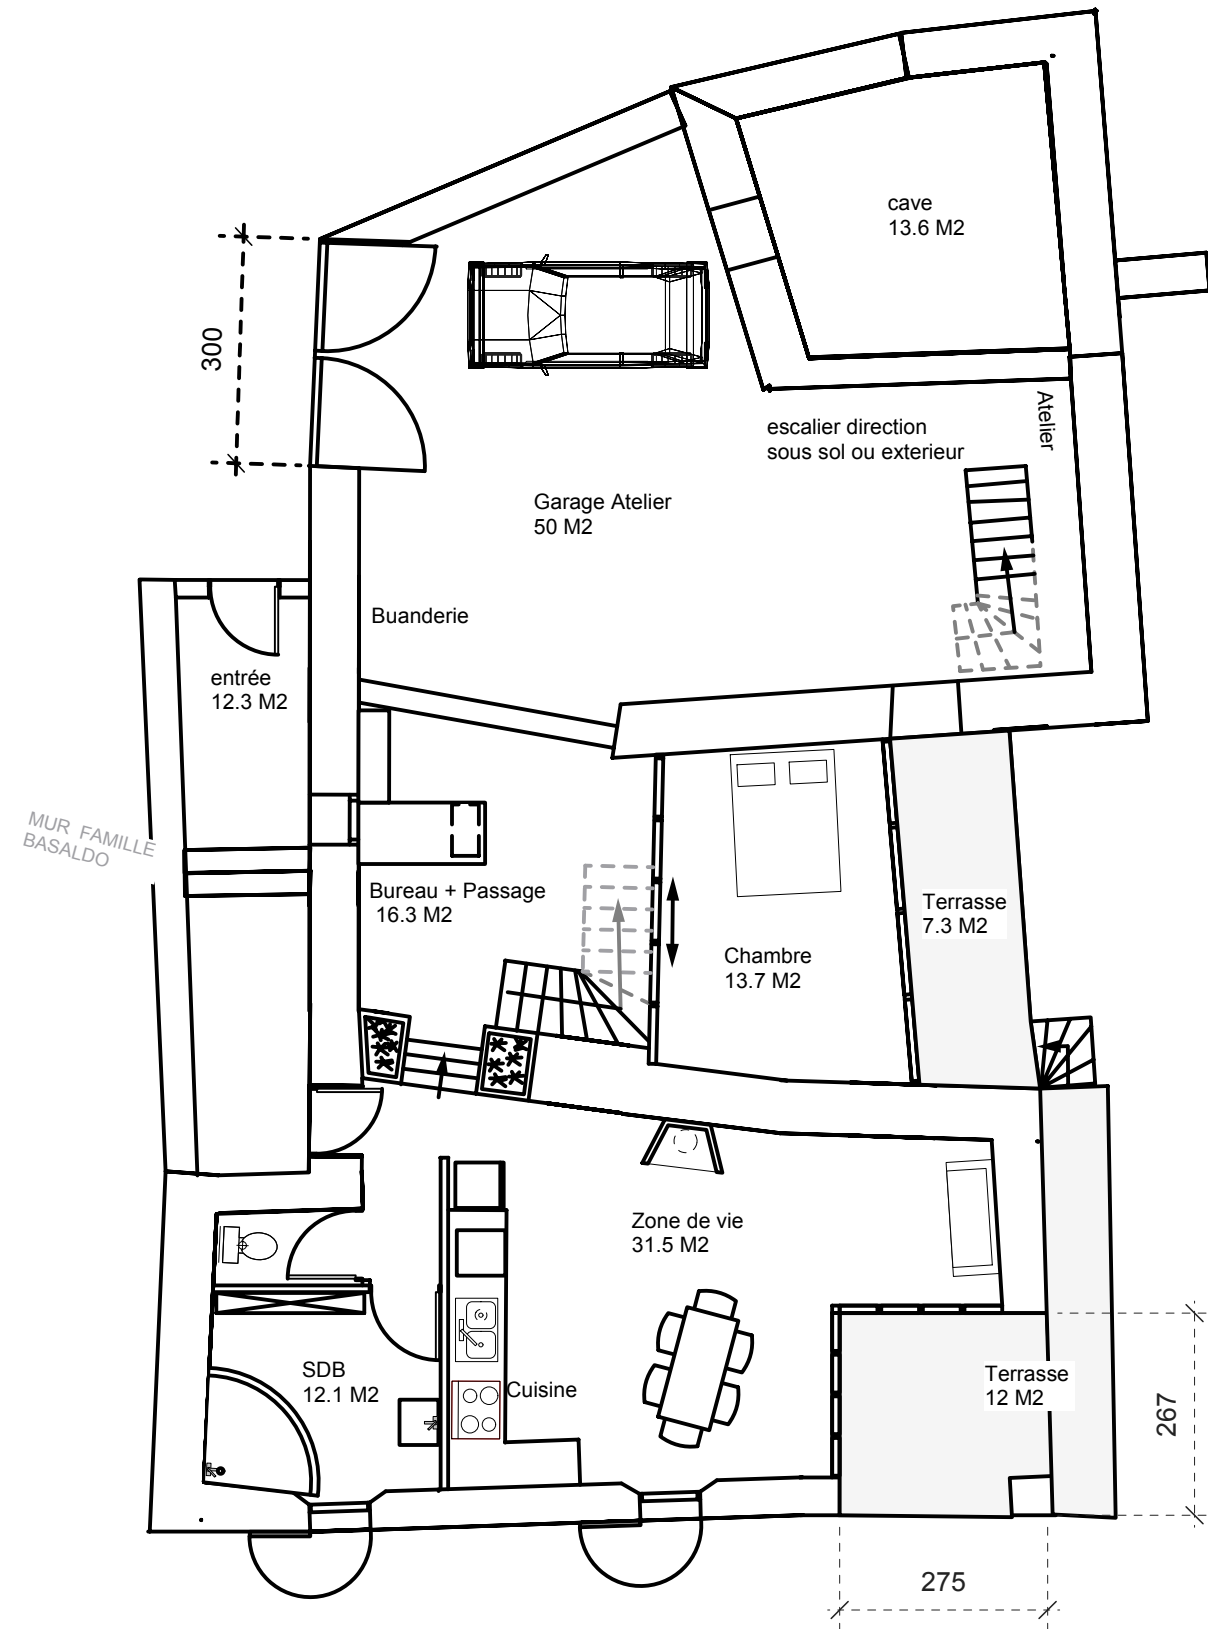 cave
13.6 M2
300
escalier direction
sous sol ou exterieur
Atelier
Garage Atelier
50 M2
Buanderie
entrée
12.3 M2
MUR FAMILLE
BASALDO
Bureau + Passage
16.3 M2
Terrasse
7.3 M2
Chambre
13.7 M2
Zone de vie
31.5 M2
SDB
12.1 M2
Cuisine
Terrasse
12 M2
267
275